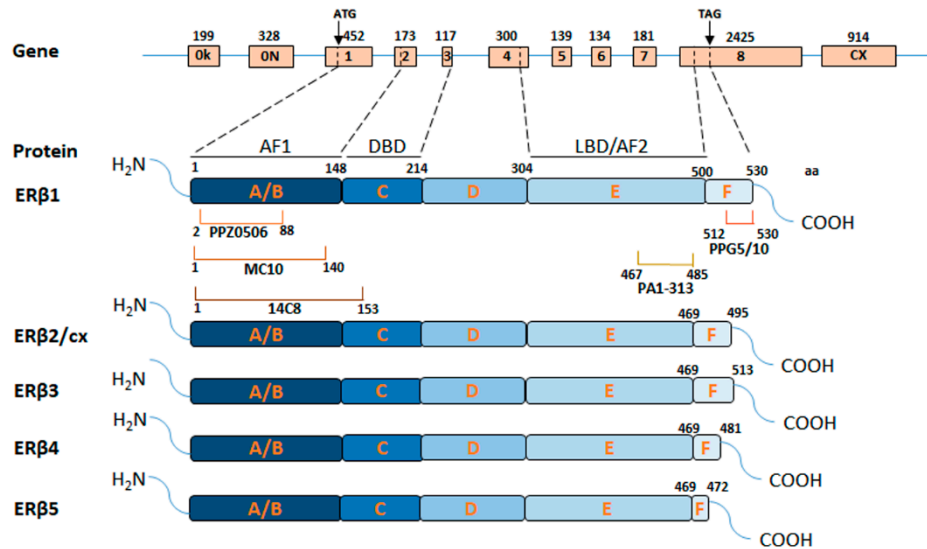 ATG TAG
199 328 452 173 117 300 139 134 181 2425 914
Gene 0k 0N 1 2 3 4 5 6 7 8 CX
Protein AF1 DBD LBD/AF2
H₂N 1 148 214 304 500 530 aa
ERβ1 A/B C D E F
COOH
2 PPZ0506 88 512 530
PPG5/10
1 MC10 140 467 485
PA1-313
1 14C8 153
H₂N 469 495
ERβ2/cx A/B C D E F
COOH
H₂N 469 513
ERβ3 A/B C D E F
COOH
H₂N 469 481
ERβ4 A/B C D E F
COOH
H₂N 469 472
ERβ5 A/B C D E F
COOH